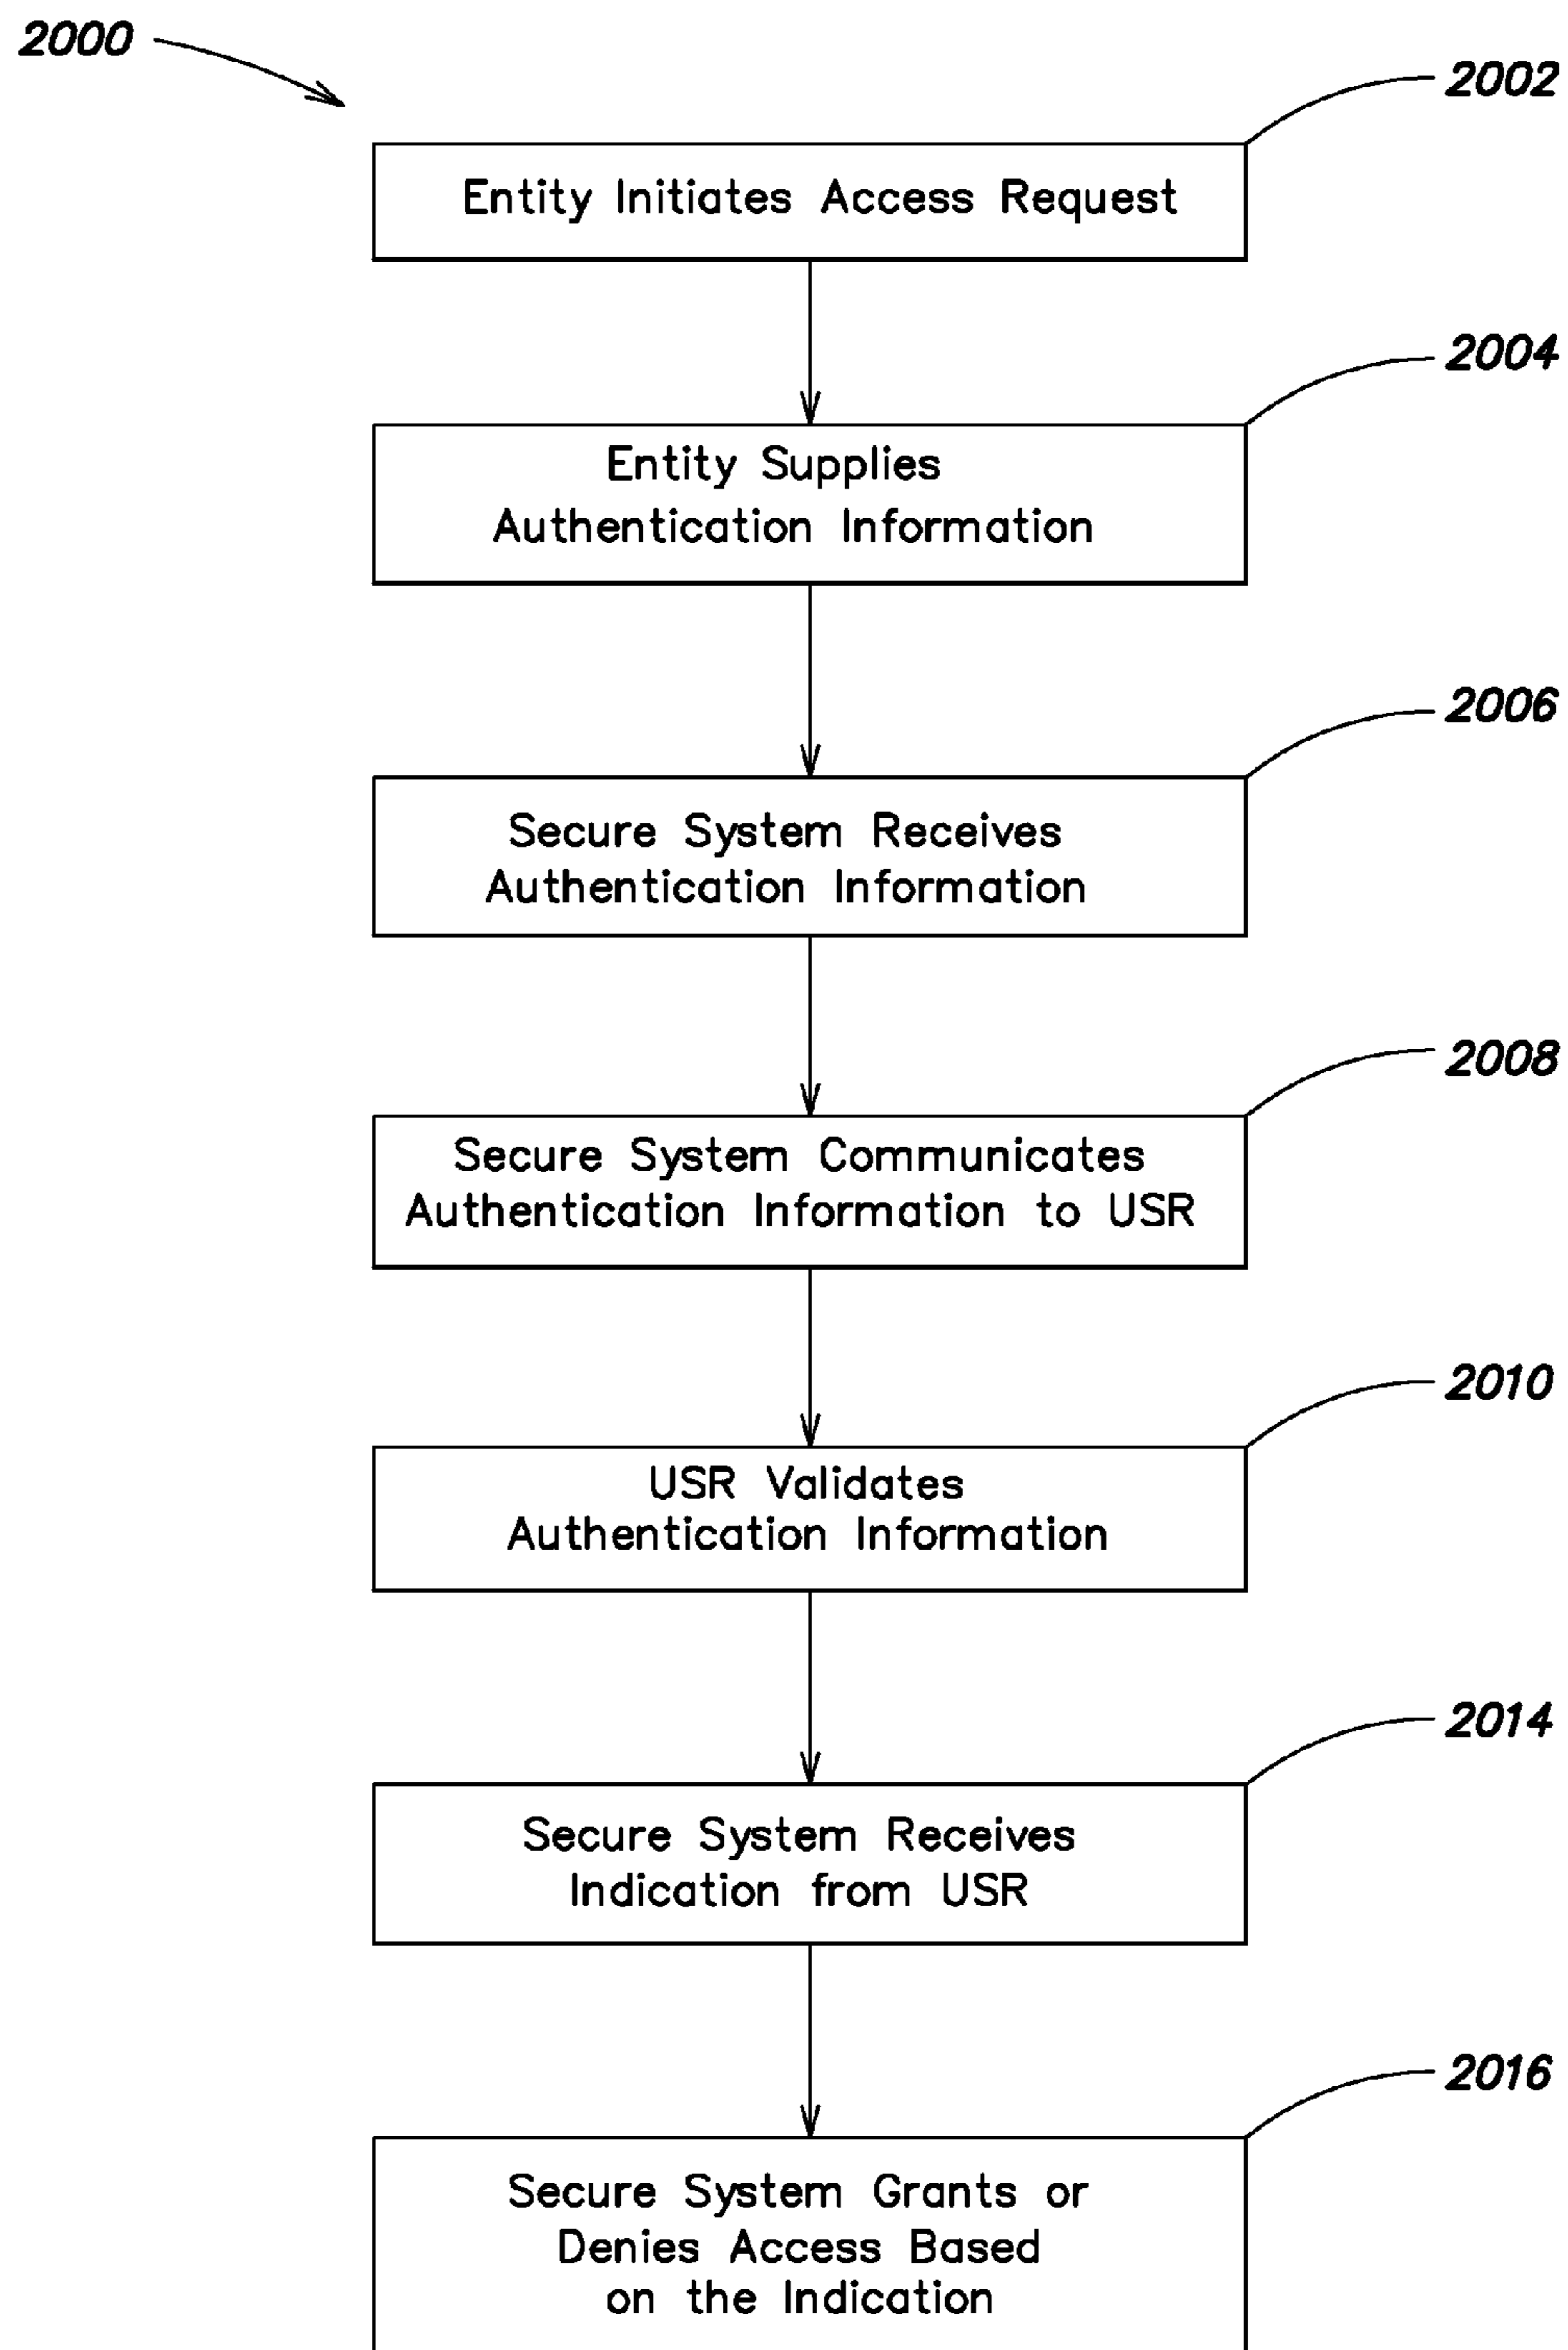 2000
2002
Entity Initiates Access Request
2004
Entity Supplies
Authentication Information
2006
Secure System Receives
Authentication Information
2008
Secure System Communicates
Authentication Information to USR
2010
USR Validates
Authentication Information
2014
Secure System Receives
Indication from USR
2016
Secure System Grants or
Denies Access Based
on the Indication